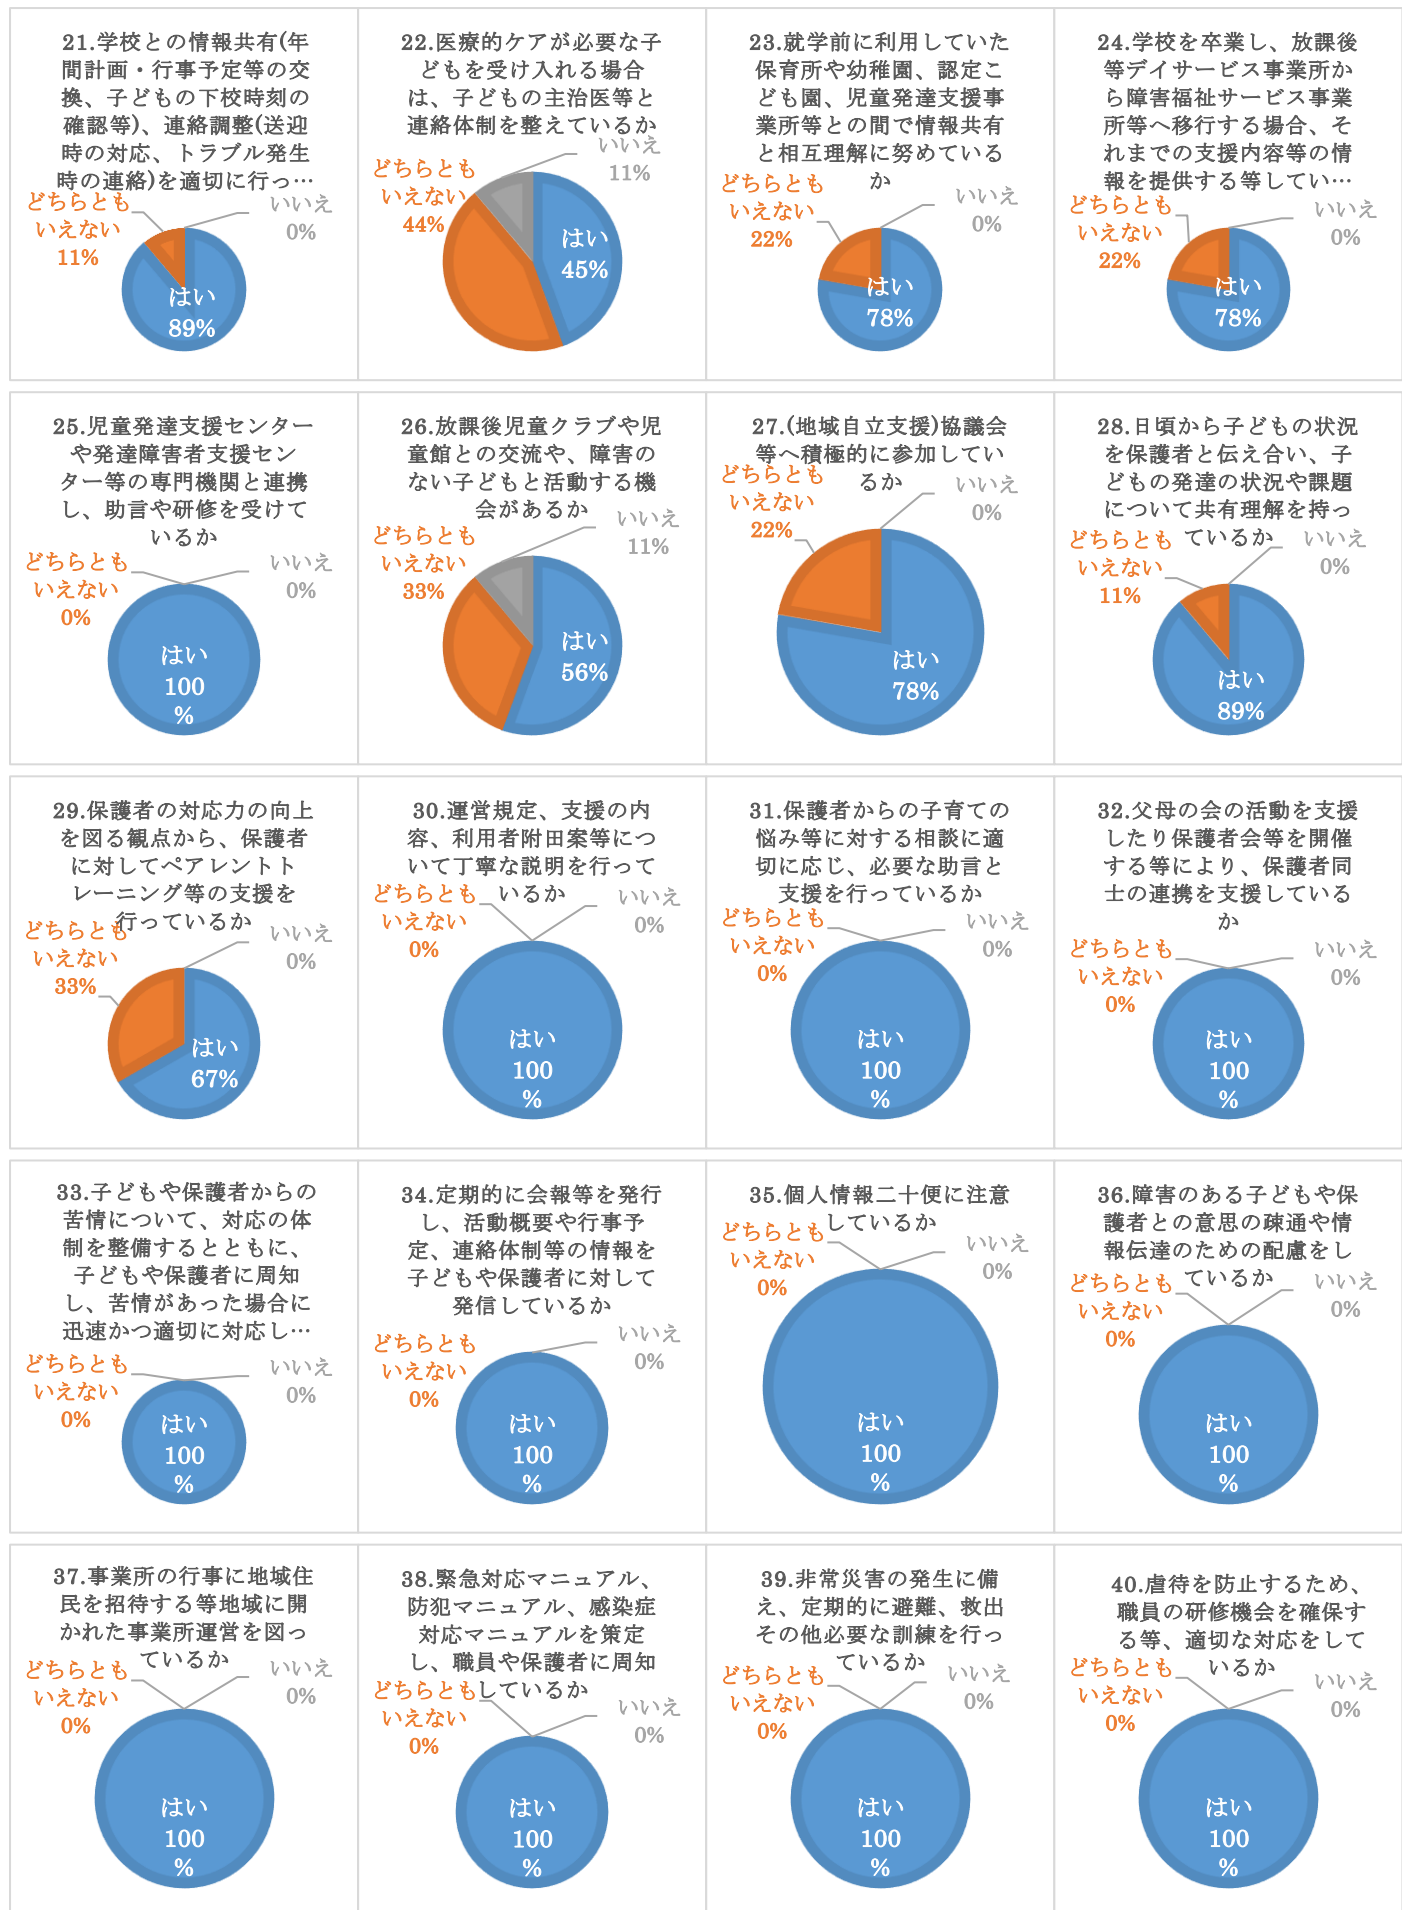 21.学校との情報共有(年
間計画・行事予定等の交
換、子どもの下校時刻の
確認等)、連絡調整(送迎
時の対応、トラブル発生
時の連絡)を適切に行っ…
どちらとも
いえない
11%
いいえ
0%
はい
89%
22.医療的ケアが必要な子
どもを受け入れる場合
は、子どもの主治医等と
連絡体制を整えているか
どちらとも
いえない
44%
いいえ
11%
はい
45%
23.就学前に利用していた
保育所や幼稚園、認定こ
ども園、児童発達支援事
業所等との間で情報共有
と相互理解に努めている
か
どちらとも
いえない
22%
いいえ
0%
はい
78%
24.学校を卒業し、放課後
等デイサービス事業所か
ら障害福祉サービス事業
所等へ移行する場合、そ
れまでの支援内容等の情
報を提供する等してい…
どちらとも
いえない
22%
いいえ
0%
はい
78%
25.児童発達支援センター
や発達障害者支援セン
ター等の専門機関と連携
し、助言や研修を受けて
いるか
どちらとも
いえない
0%
いいえ
0%
はい
100
%
26.放課後児童クラブや児
童館との交流や、障害の
ない子どもと活動する機
会があるか
どちらとも
いえない
33%
いいえ
11%
はい
56%
27.(地域自立支援)協議会
等へ積極的に参加してい
るか
どちらとも
いえない
22%
いいえ
0%
はい
78%
28.日頃から子どもの状況
を保護者と伝え合い、子
どもの発達の状況や課題
について共有理解を持っ
ているか
どちらとも
いえない
11%
いいえ
0%
はい
89%
29.保護者の対応力の向上
を図る観点から、保護者
に対してペアレントト
レーニング等の支援を
行っているか
どちらとも
いえない
33%
いいえ
0%
はい
67%
30.運営規定、支援の内
容、利用者附田案等につ
いて丁寧な説明を行って
いるか
どちらとも
いえない
0%
いいえ
0%
はい
100
%
31.保護者からの子育ての
悩み等に対する相談に適
切に応じ、必要な助言と
支援を行っているか
どちらとも
いえない
0%
いいえ
0%
はい
100
%
32.父母の会の活動を支援
したり保護者会等を開催
する等により、保護者同
士の連携を支援している
か
どちらとも
いえない
0%
いいえ
0%
はい
100
%
33.子どもや保護者からの
苦情について、対応の体
制を整備するとともに、
子どもや保護者に周知
し、苦情があった場合に
迅速かつ適切に対応し…
どちらとも
いえない
0%
いいえ
0%
はい
100
%
34.定期的に会報等を発行
し、活動概要や行事予
定、連絡体制等の情報を
子どもや保護者に対して
発信しているか
どちらとも
いえない
0%
いいえ
0%
はい
100
%
35.個人情報二十便に注意
しているか
どちらとも
いえない
0%
いいえ
0%
はい
100
%
36.障害のある子どもや保
護者との意思の疎通や情
報伝達のための配慮をし
ているか
どちらとも
いえない
0%
いいえ
0%
はい
100
%
37.事業所の行事に地域住
民を招待する等地域に開
かれた事業所運営を図っ
ているか
どちらとも
いえない
0%
いいえ
0%
はい
100
%
38.緊急対応マニュアル、
防犯マニュアル、感染症
対応マニュアルを策定
し、職員や保護者に周知
しているか
どちらとも
いえない
0%
いいえ
0%
はい
100
%
39.非常災害の発生に備
え、定期的に避難、救出
その他必要な訓練を行っ
ているか
どちらとも
いえない
0%
いいえ
0%
はい
100
%
40.虐待を防止するため、
職員の研修機会を確保す
る等、適切な対応をして
いるか
どちらとも
いえない
0%
いいえ
0%
はい
100
%